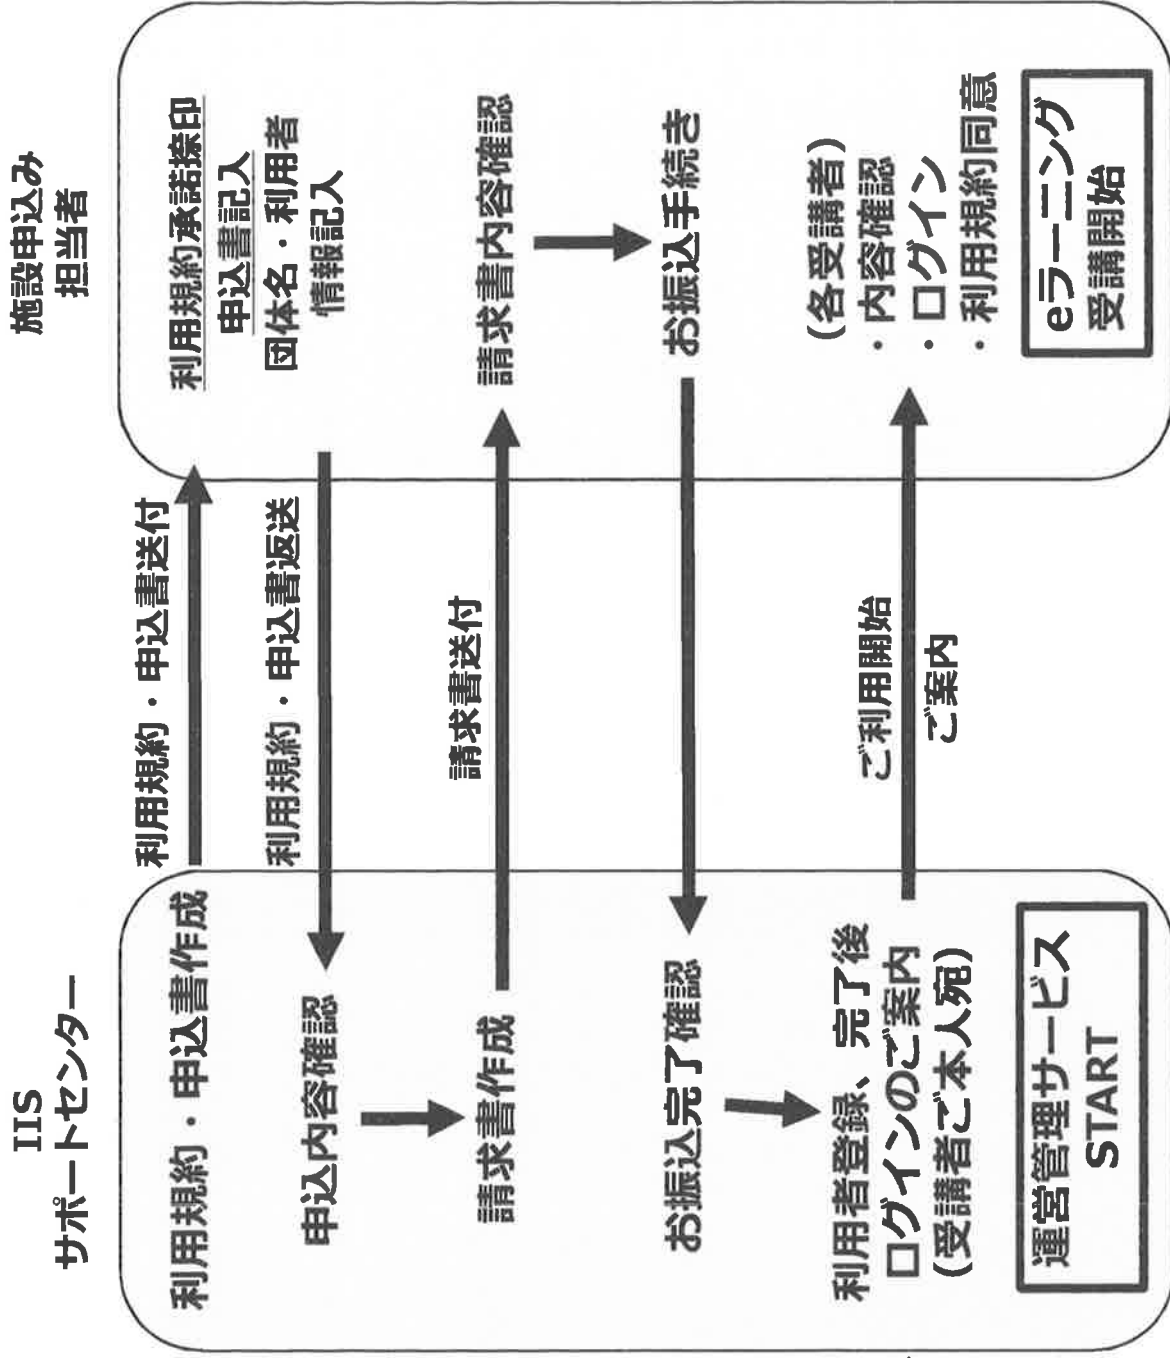 IIS
サポートセンター
施設申込み
担当者
利用規約・申込書作成
利用規約・申込書送付
利用規約承諾捺印
申込書記入
団体名・利用者
情報記入
利用規約・申込書返送
申込内容確認
請求書作成
請求書送付
請求書内容確認
お振込手続き
お振込完了確認
利用者登録、完了後
ログインのご案内
(受講者ご本人宛)
ご利用開始
ご案内
(各受講者)
・内容確認
・ログイン
・利用規約同意
運営管理サービス
START
eラーニング
受講開始